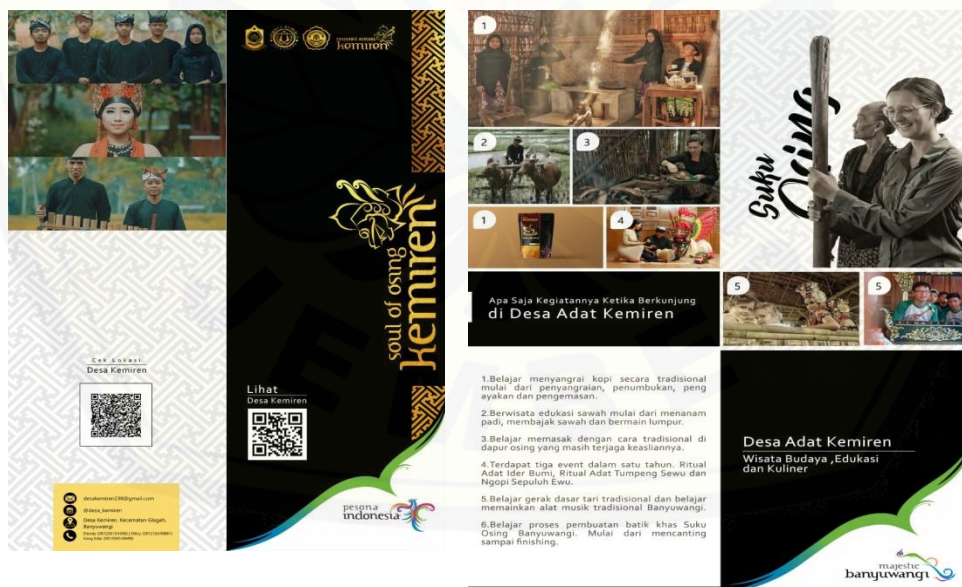 KEMIREN
soul of osing
kemiren
Cek Lokasi
Desa Kemiren
Lihat
Desa Kemiren
desakemiren238@gmail.com
@desa_kemiren
Desa Kemiren, Kecamatan Glagah,
Banyuwangi
pesona
indonesia
1
2
3
1
4
Suku
Osing
5
5
Apa Saja Kegiatannya Ketika Berkunjung
di Desa Adat Kemiren
1.Belajar menyangrai kopi secara tradisional
mulai dari penyangraian, penumbukan, peng
ayakan dan pengemasan.
2.Berwisata edukasi sawah mulai dari menanam
padi, membajak sawah dan bermain lumpur.
3.Belajar memasak dengan cara tradisional di
dapur osing yang masih terjaga keasliannya.
4.Terdapat tiga event dalam satu tahun. Ritual
Adat Ider Bumi, Ritual Adat Tumpeng Sewu dan
Ngopi Sepuluh Ewu.
5.Belajar gerak dasar tari tradisional dan belajar
memainkan alat musik tradisional Banyuwangi.
6.Belajar proses pembuatan batik khas Suku
Osing Banyuwangi. Mulai dari mencanting
sampai finishing.
Desa Adat Kemiren
Wisata Budaya ,Edukasi
dan Kuliner
majestic
banyuwangi